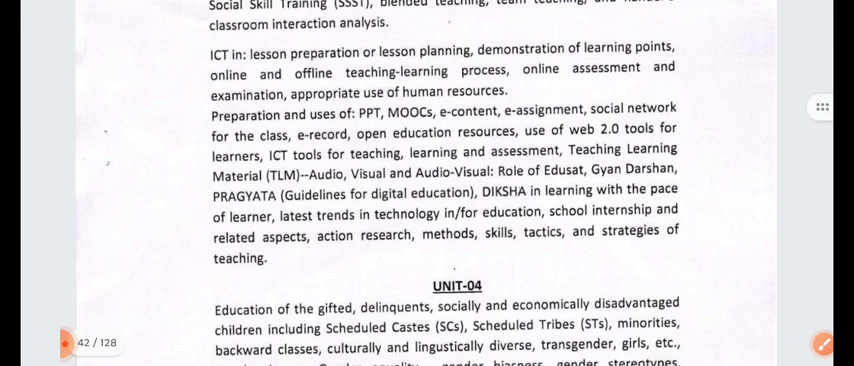 Social Skill Training (SSST), blended teaching, team teaching, and
classroom interaction analysis.
ICT in: lesson preparation or lesson planning, demonstration of learning points,
online and offline teaching-learning process, online assessment and
examination, appropriate use of human resources.
Preparation and uses of: PPT, MOOCs, e-content, e-assignment, social network
for the class, e-record, open education resources, use of web 2.0 tools for
learners, ICT tools for teaching, learning and assessment, Teaching Learning
Material (TLM)--Audio, Visual and Audio-Visual: Role of Edusat, Gyan Darshan,
PRAGYATA (Guidelines for digital education), DIKSHA in learning with the pace
of learner, latest trends in technology in/for education, school internship and
related aspects, action research, methods, skills, tactics, and strategies of
teaching.
UNIT-04
Education of the gifted, delinquents, socially and economically disadvantaged
children including Scheduled Castes (SCs), Scheduled Tribes (STs), minorities,
42 / 128
backward classes, culturally and lingustically diverse, transgender, girls, etc.,
gender biasness, gender stereotypes,